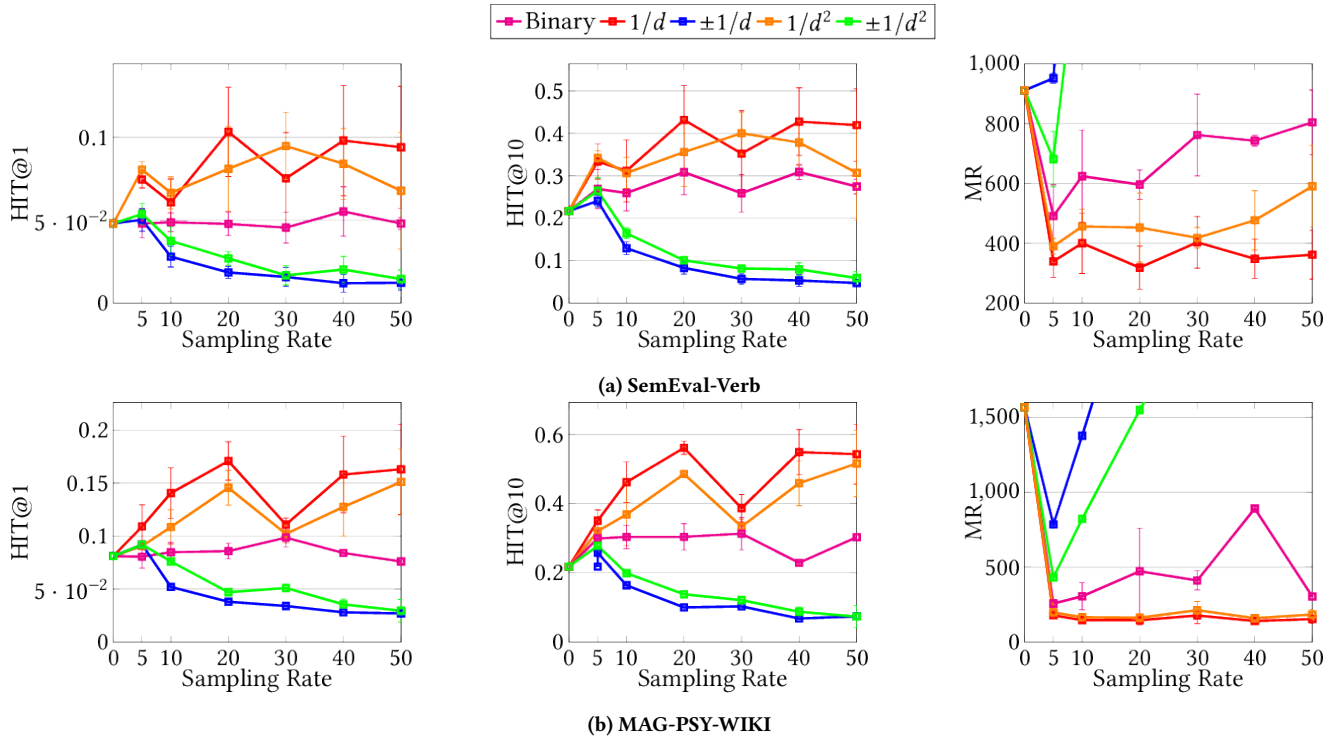 Binary 1/d ±1/d 1/d² ±1/d²
HIT@1
0.1
5 · 10⁻²
0
5 10 20 30 40 50
Sampling Rate
HIT@10
0.5
0.4
0.3
0.2
0.1
0
0 5 10 20 30 40 50
Sampling Rate
MR
1,000
800
600
400
200
0 5 10 20 30 40 50
Sampling Rate
(a) SemEval-Verb
HIT@1
0.2
0.15
0.1
5 · 10⁻²
0
0 5 10 20 30 40 50
Sampling Rate
HIT@10
0.6
0.4
0.2
0
0 5 10 20 30 40 50
Sampling Rate
MR
1,500
1,000
500
0
0 5 10 20 30 40 50
Sampling Rate
(b) MAG-PSY-WIKI